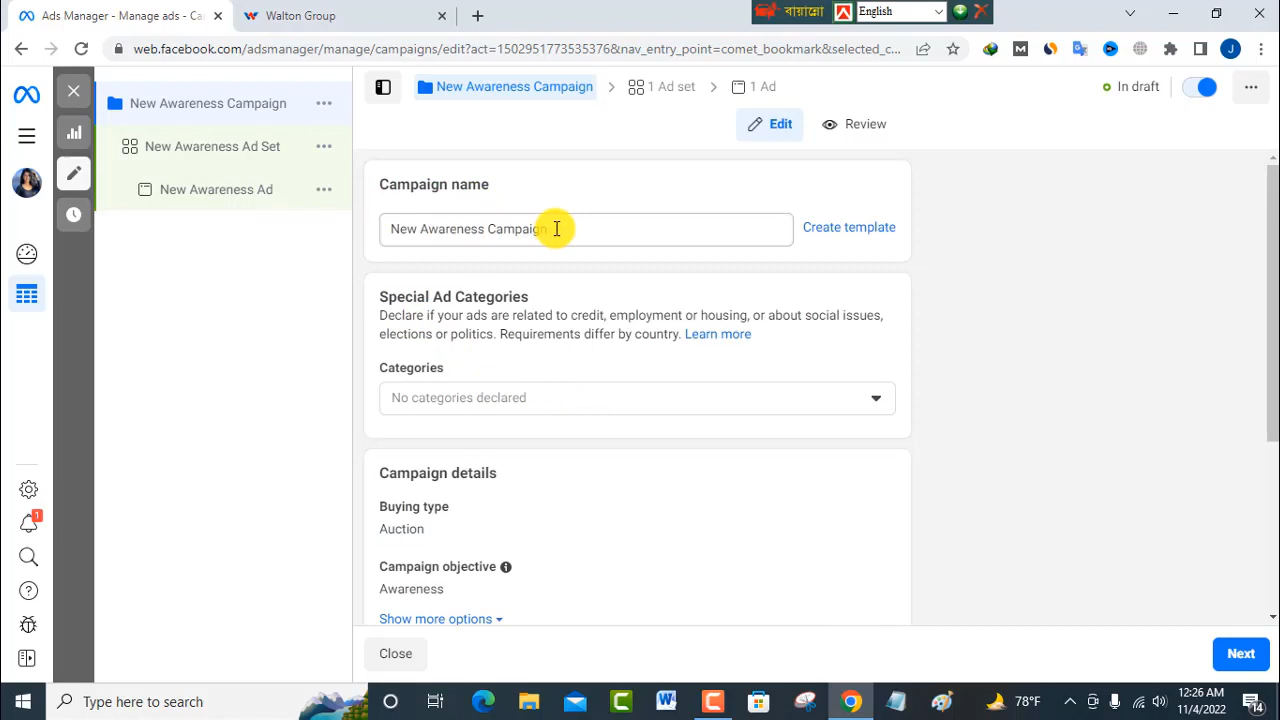 Ads Manager - Manage ads - C
Walton Group
বায়ান্নো
English
web.facebook.com/adsmanager/manage/campaigns/edit?act=1502951773535376&nav_entry_point=comet_bookmark&selected_c...
J
New Awareness Campaign
New Awareness Ad Set
New Awareness Ad
New Awareness Campaign
1 Ad set
1 Ad
In draft
Edit
Review
Campaign name
New Awareness Campaign
Create template
Special Ad Categories
Declare if your ads are related to credit, employment or housing, or about social issues,
elections or politics. Requirements differ by country. Learn more
Categories
No categories declared
Campaign details
Buying type
Auction
Campaign objective
Awareness
Show more options
1
Close
Next
Type here to search
78°F
12:26 AM
11/4/2022
14